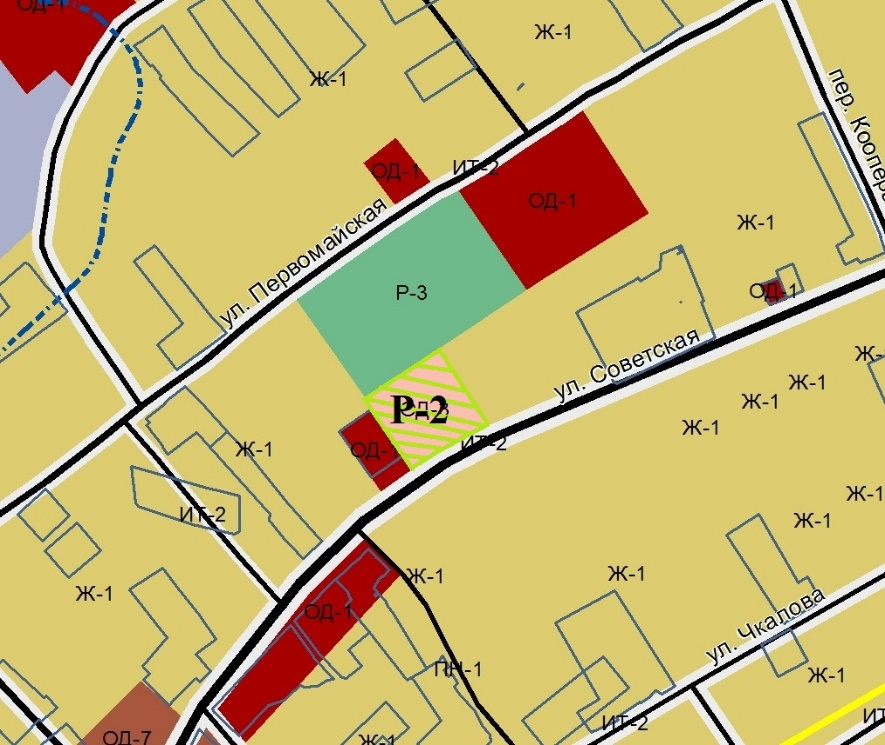 ОД-1
Ж-1
Ж-1
пер. Коопер
ОД-1
ИТ-2
ОД-1
Ж-1
ул. Первомайская
Р-3
ОД-1
ул. Советская
Ж-
Ж-1
Ж-1
Р-2
Ж-1
ИТ-2
Ж-1
ОД-1
Ж-1
ИТ-2
Ж-1
Ж-1
Ж-1
Ж-1
ОД-1
ул. Чкалова
ПН-1
Ж-1
ИТ-2
ИТ
ОД-7
Ж-1